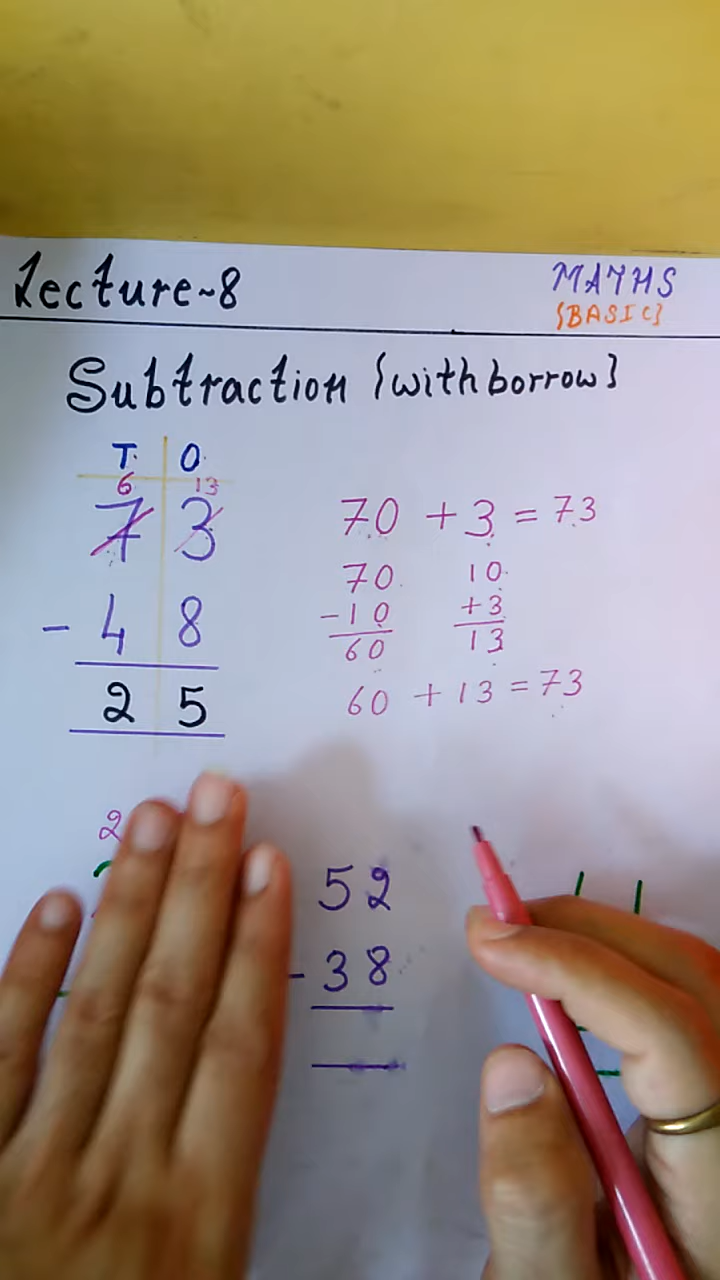 Lecture~8
MATHS
{BASIC}
Subtraction {with borrow}
T. O.
6 13
7 3
- 4 8
2 5
70 + 3 = 73
70 10
-10 +3
60 13
60 + 13 = 73
2
52
-38